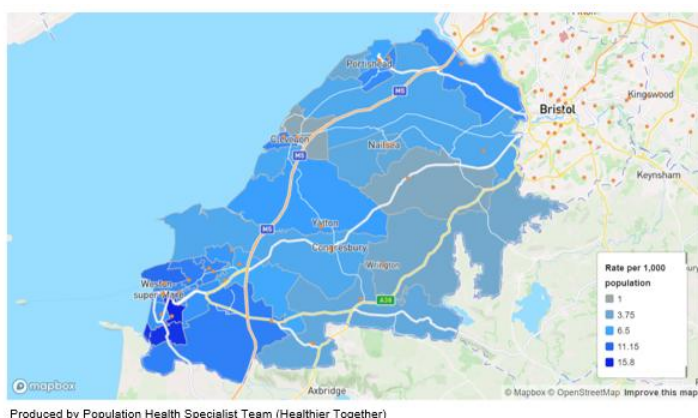 Portishead
M5
Bristol
Kingswood
Clevedon
Nailsea
M5
Keynsham
M5
Yatton
Congresbury
Weston-
super-Mare
Wrington
A38
Rate per 1,000
population
1
3.75
6.5
11.15
15.8
mapbox
Axbridge
© Mapbox © OpenStreetMap Improve this map
Produced by Population Health Specialist Team (Healthier Together)